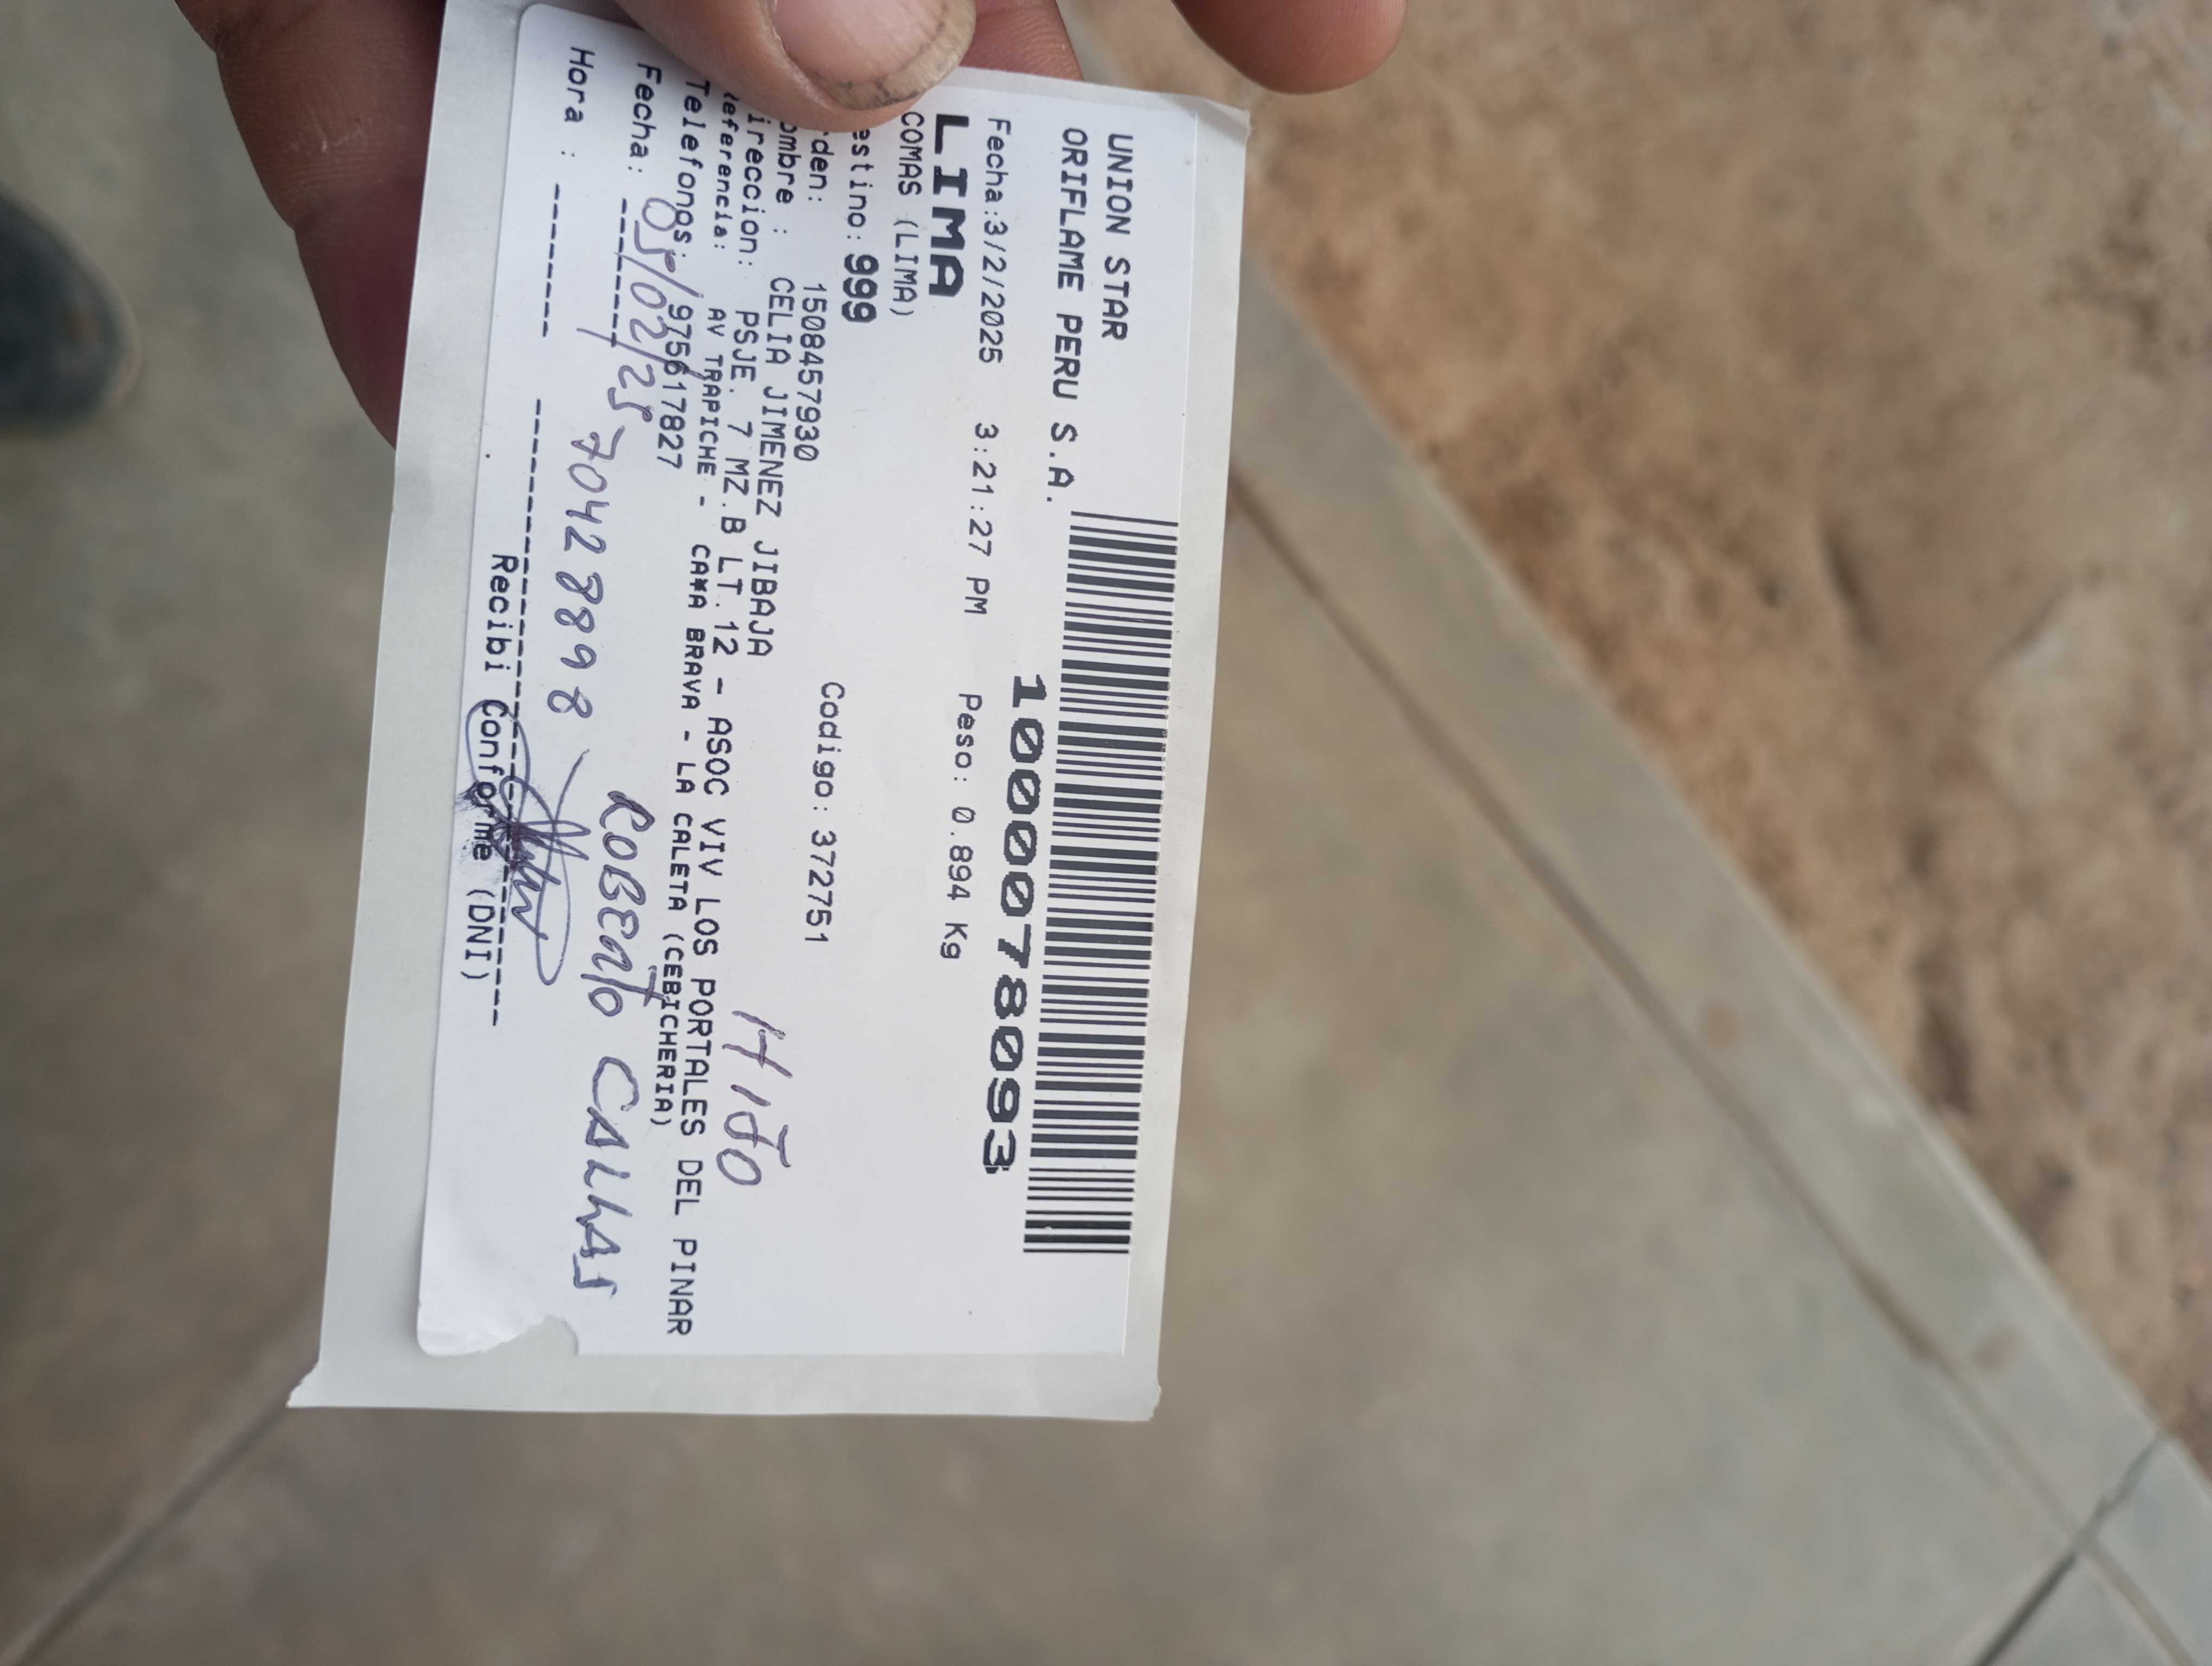 UNION STAR
ORIFLAME PERU S.A.
1000078093
Fecha:3/2/2025 3:21:27 PM Peso: 0.894 Kg
LIMA
COMAS (LIMA)
estino: 999
den: 1508457930 Codigo: 372751
ombre : CELIA JIMENEZ JIBAJA
HIJO
ireccion: PSJE. 7 MZ.B LT.12 - ASOC VIV LOS PORTALES DEL PINAR
eferencia: AV TRAPICHE - CA¥A BRAVA - LA CALETA (CEBICHERIA)
Telefonos: 975617827
Fecha: 05/02/25 70428898 ROBERTO
Hora :
Recibi Conforme (DNI)